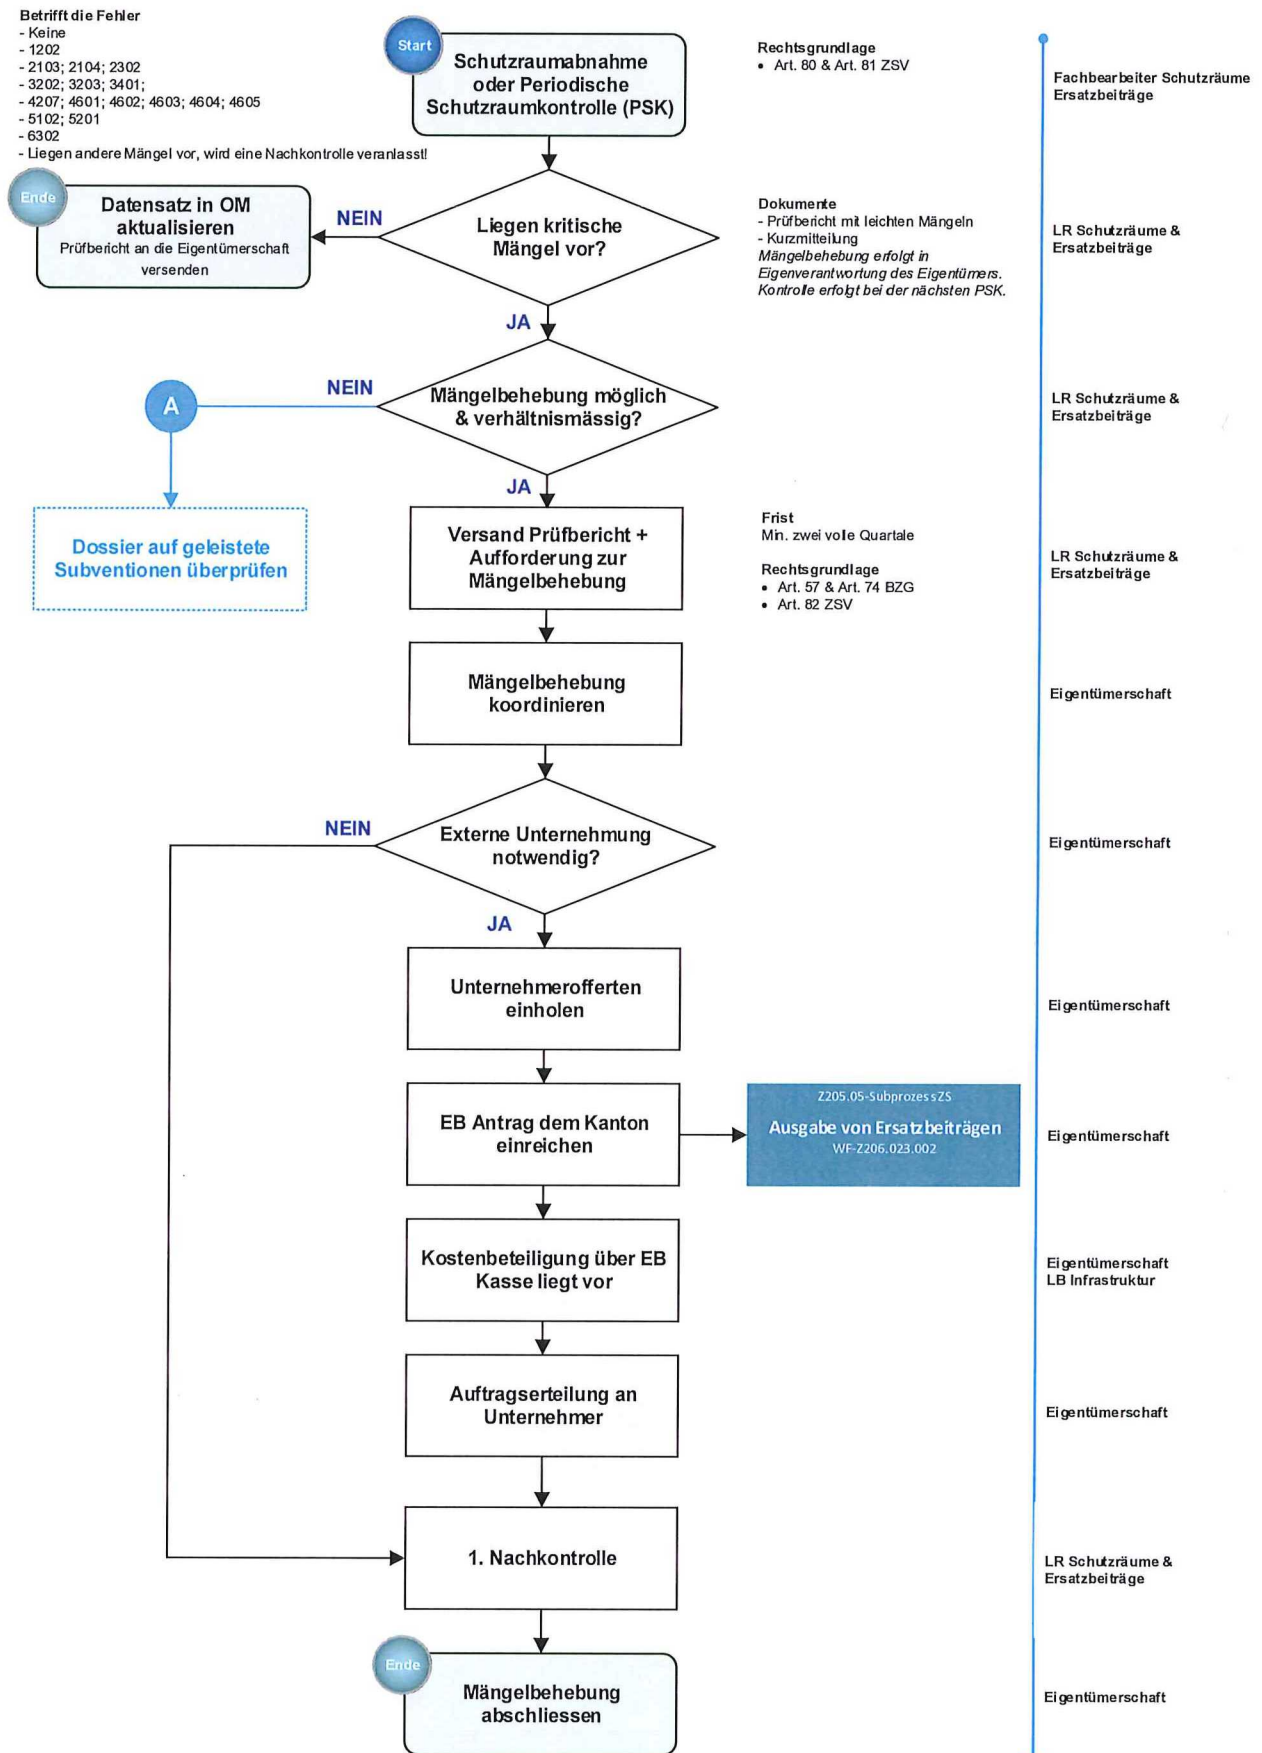 Betrifft die Fehler
- Keine
- 1202
- 2103; 2104; 2302
- 3202; 3203; 3401;
- 4207; 4601; 4602; 4603; 4604; 4605
- 5102; 5201
- 6302
- Liegen andere Mängel vor, wird eine Nachkontrolle veranlasst!
Start
Schutzraumabnahme
oder Periodische
Schutzraumkontrolle (PSK)
Rechtsgrundlage
• Art. 80 & Art. 81 ZSV
Fachbearbeiter Schutzräume
Ersatzbeiträge
Ende
Datensatz in OM
aktualisieren
Prüfbericht an die Eigentümerschaft
versenden
NEIN
Liegen kritische
Mängel vor?
Dokumente
- Prüfbericht mit leichten Mängeln
- Kurzmitteilung
Mängelbehebung erfolgt in
Eigenverantwortung des Eigentümers.
Kontrolle erfolgt bei der nächsten PSK.
LR Schutzräume &
Ersatzbeiträge
JA
A
NEIN
Mängelbehebung möglich
& verhältnismässig?
LR Schutzräume &
Ersatzbeiträge
JA
Dossier auf geleistete
Subventionen überprüfen
Versand Prüfbericht +
Aufforderung zur
Mängelbehebung
Frist
Min. zwei volle Quartale
Rechtsgrundlage
• Art. 57 & Art. 74 BZG
• Art. 82 ZSV
LR Schutzräume &
Ersatzbeiträge
Mängelbehebung
koordinieren
Eigentümerschaft
NEIN
Externe Unternehmung
notwendig?
Eigentümerschaft
JA
Unternehmerofferten
einholen
Eigentümerschaft
EB Antrag dem Kanton
einreichen
Z205.05-Subprozess ZS
Ausgabe von Ersatzbeiträgen
WF-Z206.023.002
Eigentümerschaft
Kostenbeteiligung über EB
Kasse liegt vor
Eigentümerschaft
LB Infrastruktur
Auftragserteilung an
Unternehmer
Eigentümerschaft
1. Nachkontrolle
LR Schutzräume &
Ersatzbeiträge
Ende
Mängelbehebung
abschliessen
Eigentümerschaft